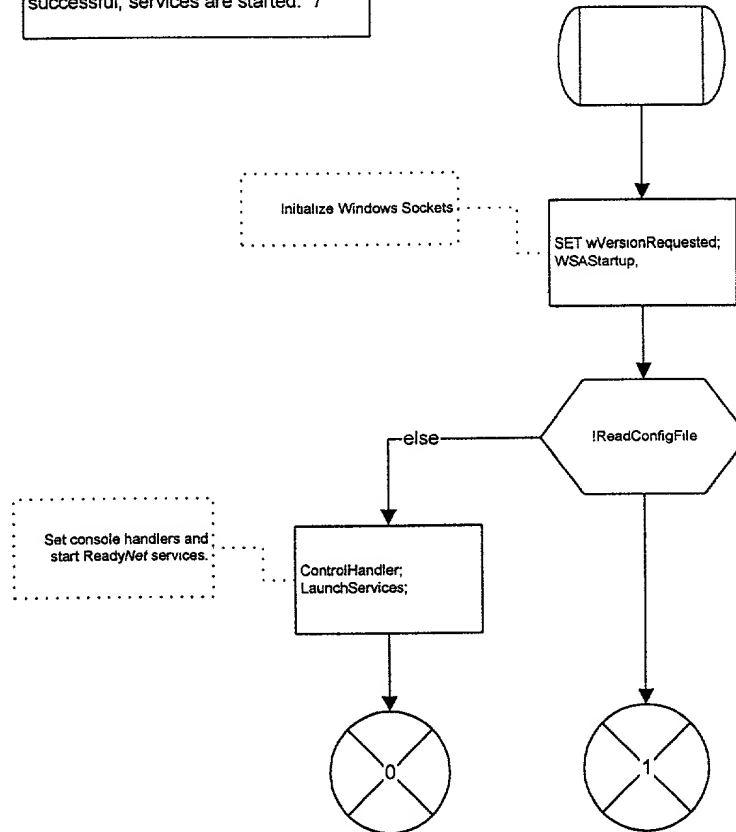 successful, services are started. 7
Initialize Windows Sockets
SET wVersionRequested;
WSAStartup,
!ReadConfigFile
else
Set console handlers and
start ReadyNet services.
ControlHandler;
LaunchServices;
0
1